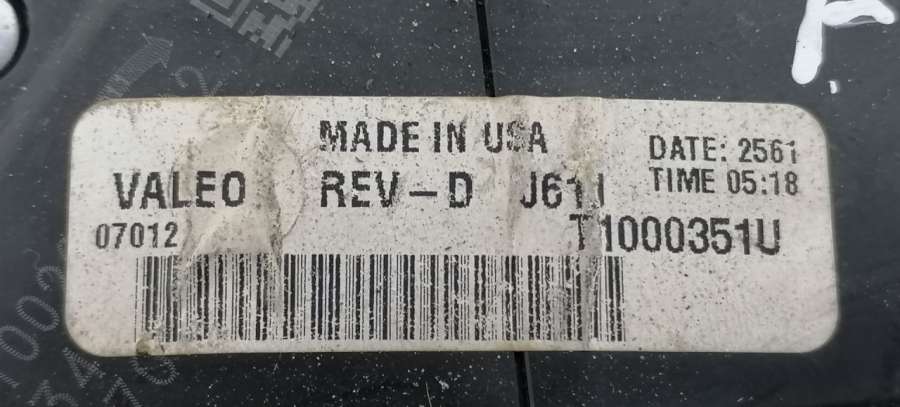 MADE IN USA
DATE: 2561
VALEO REV-D J611
TIME 05:18
07012
T1000351U